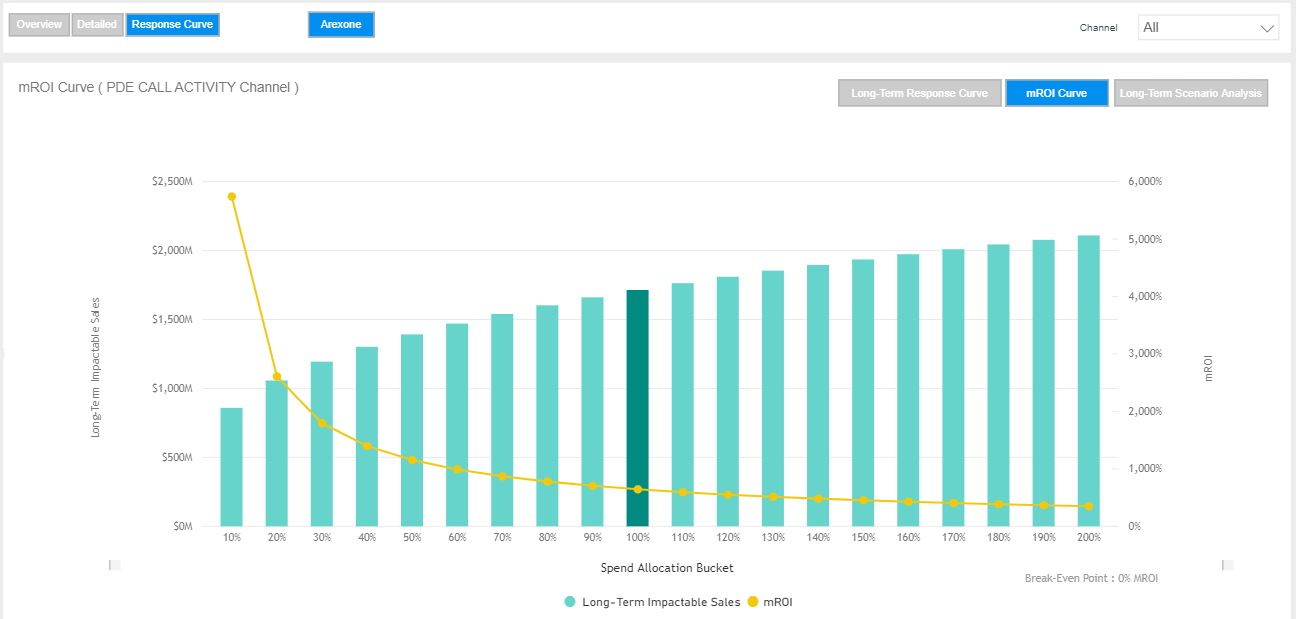 Overview Detailed Response Curve Arexone Channel All
mROI Curve ( PDE CALL ACTIVITY Channel )
Long-Term Response Curve mROI Curve Long-Term Scenario Analysis
$2,500M 6,000%
$2,000M 5,000%
$1,500M 4,000%
$1,000M 3,000%
$500M 2,000%
$0M 1,000%
0%
Long-Term Impactable Sales
mROI
10% 20% 30% 40% 50% 60% 70% 80% 90% 100% 110% 120% 130% 140% 150% 160% 170% 180% 190% 200%
Spend Allocation Bucket
Break-Even Point : 0% MROI
Long-Term Impactable Sales mROI